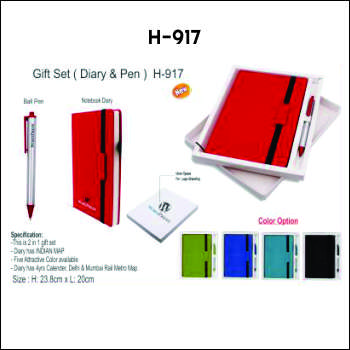 H-917
Gift Set ( Diary & Pen )  H-917
New
Ball Pen
Notebook Diary
Color Option
Specification:
-This is 2 in 1 gift set
- Diary has INDIAN MAP
- Five Attractive Color available
- Diary has 4yrs Calender, Delhi & Mumbai Rail Metro Map
Size : H: 23.8cm x L: 20cm